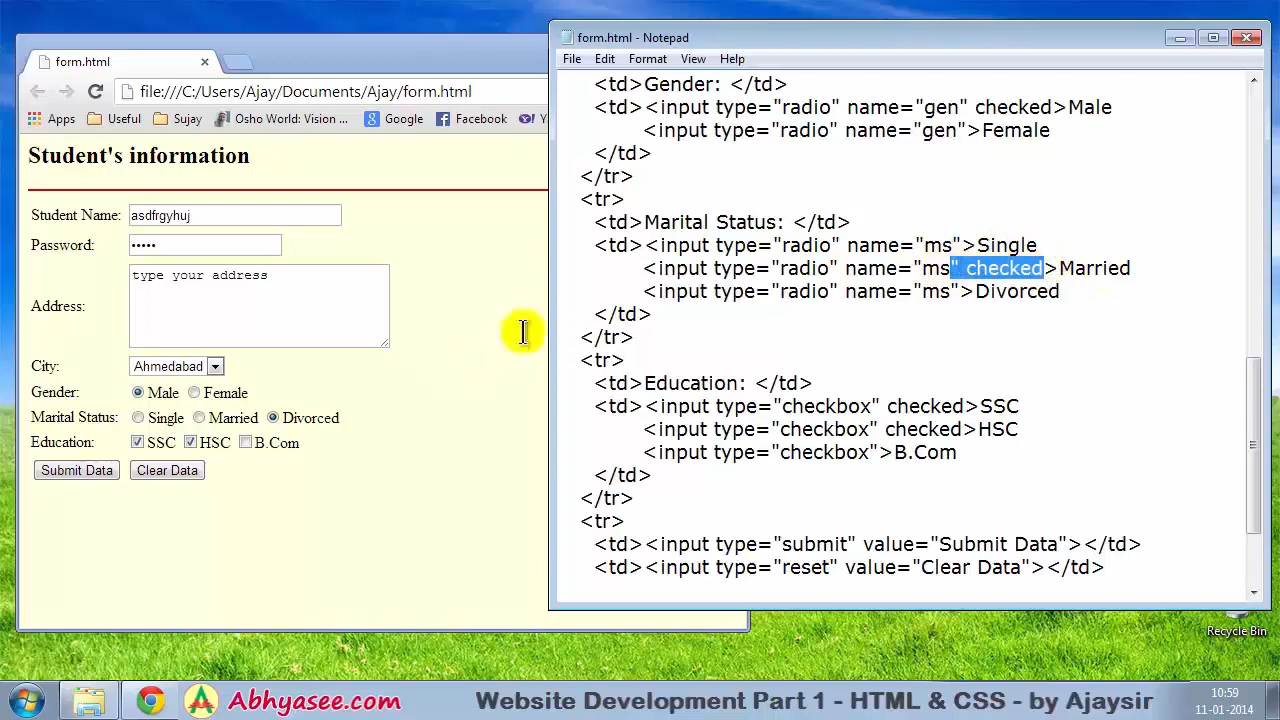 form.html
file:///C:/Users/Ajay/Documents/Ajay/form.html
Apps Useful Sujay Osho World:Vision ... Google Facebook
Student's information
Student Name: asdfrgyhuj
Password: •••••
type your address
Address:
City: Ahmedabad
Gender: Male Female
Marital Status: Single Married Divorced
Education: SSC HSC B.Com
Submit Data Clear Data
form.html - Notepad
File Edit Format View Help
<td>Gender: </td>
<td><input type="radio" name="gen" checked>Male
<input type="radio" name="gen">Female
</td>
</tr>
<tr>
<td>Marital Status: </td>
<td><input type="radio" name="ms">Single
<input type="radio" name="ms" checked>Married
<input type="radio" name="ms">Divorced
</td>
</tr>
<tr>
<td>Education: </td>
<td><input type="checkbox" checked>SSC
<input type="checkbox" checked>HSC
<input type="checkbox">B.Com
</td>
</tr>
<tr>
<td><input type="submit" value="Submit Data"></td>
<td><input type="reset" value="Clear Data"></td>
Recycle Bin
Abhyasee.com
Website Development Part 1 - HTML & CSS - by Ajaysir
10:59
11-01-2014